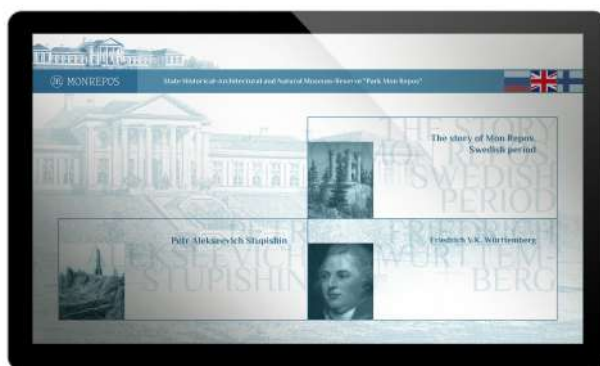 MONREPOS
State Historical-Architectural and Natural Museum-Reserve "Park Mon Repos"
THE STORY
MON REPOS.
SWEDISH
PERIOD
The story of Mon Repos.
Swedish period
Petr Alekseevich Stupishin
STUPISHIN
Friedrich S.K. Württemberg
BERG